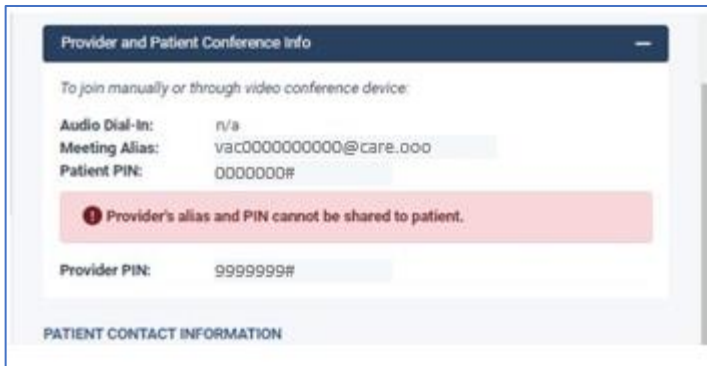 Provider and Patient Conference Info
To join manually or through video conference device:
Audio Dial-In: n/a
Meeting Alias: vac0000000000@care.ooo
Patient PIN: 0000000#
Provider's alias and PIN cannot be shared to patient.
Provider PIN: 9999999#
PATIENT CONTACT INFORMATION